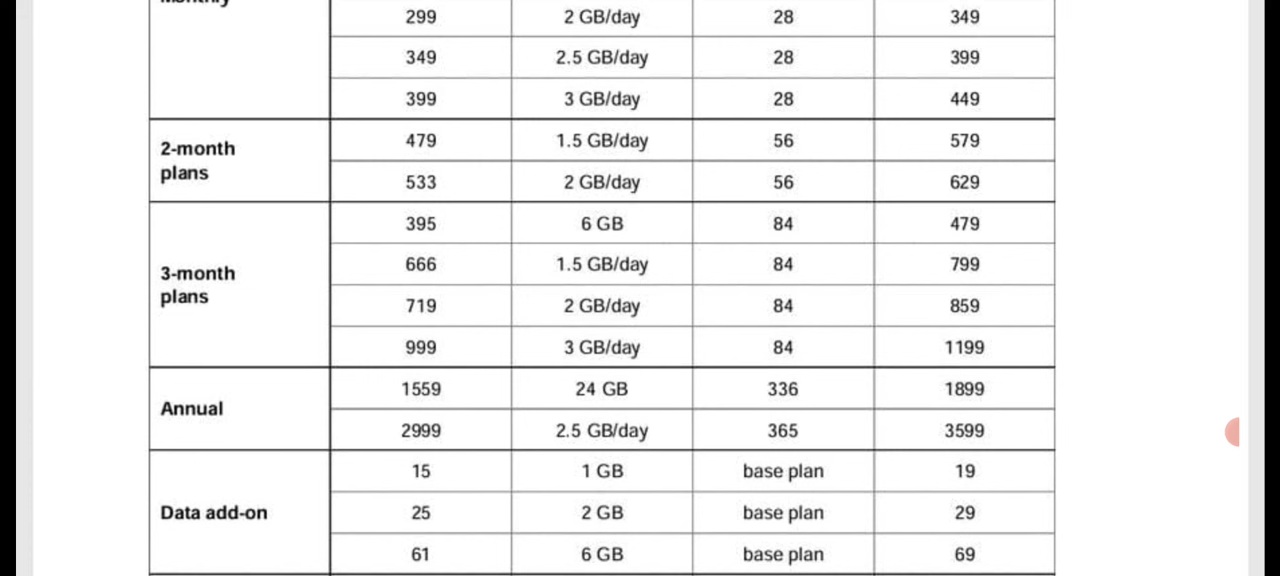 Monthly
299 2 GB/day 28 349
349 2.5 GB/day 28 399
399 3 GB/day 28 449
2-month plans
479 1.5 GB/day 56 579
533 2 GB/day 56 629
3-month plans
395 6 GB 84 479
666 1.5 GB/day 84 799
719 2 GB/day 84 859
999 3 GB/day 84 1199
Annual
1559 24 GB 336 1899
2999 2.5 GB/day 365 3599
Data add-on
15 1 GB base plan 19
25 2 GB base plan 29
61 6 GB base plan 69